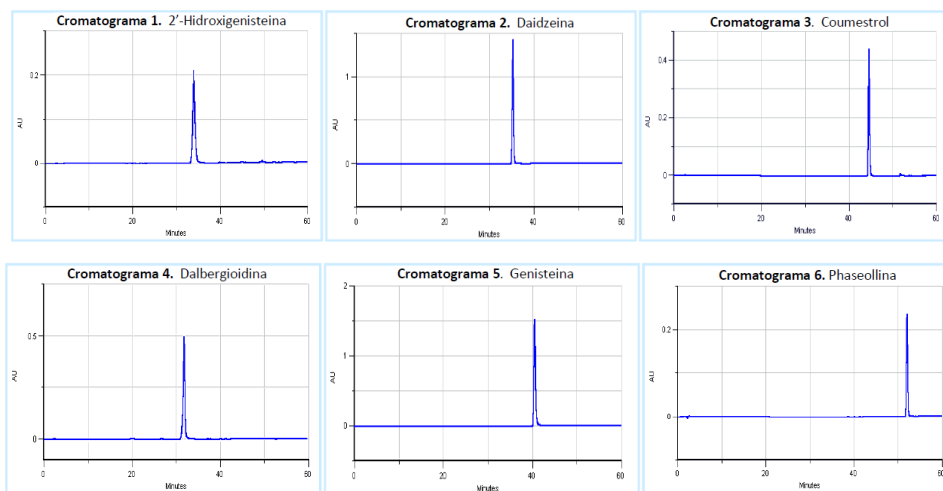 Cromatograma 1. 2′-Hidroxigenisteina
0.2
0
AU
0 20 40 60
Minutes
Cromatograma 2. Daidzeina
1
0
AU
0 20 40 60
Minutes
Cromatograma 3. Coumestrol
0.4
0.2
0
AU
0 20 40 60
Minutes
Cromatograma 4. Dalbergioidina
0.5
0
AU
0 20 40 60
Minutes
Cromatograma 5. Genisteina
2
1
0
AU
0 20 40 60
Minutes
Cromatograma 6. Phaseollina
0.2
0
AU
0 20 40 60
Minutes